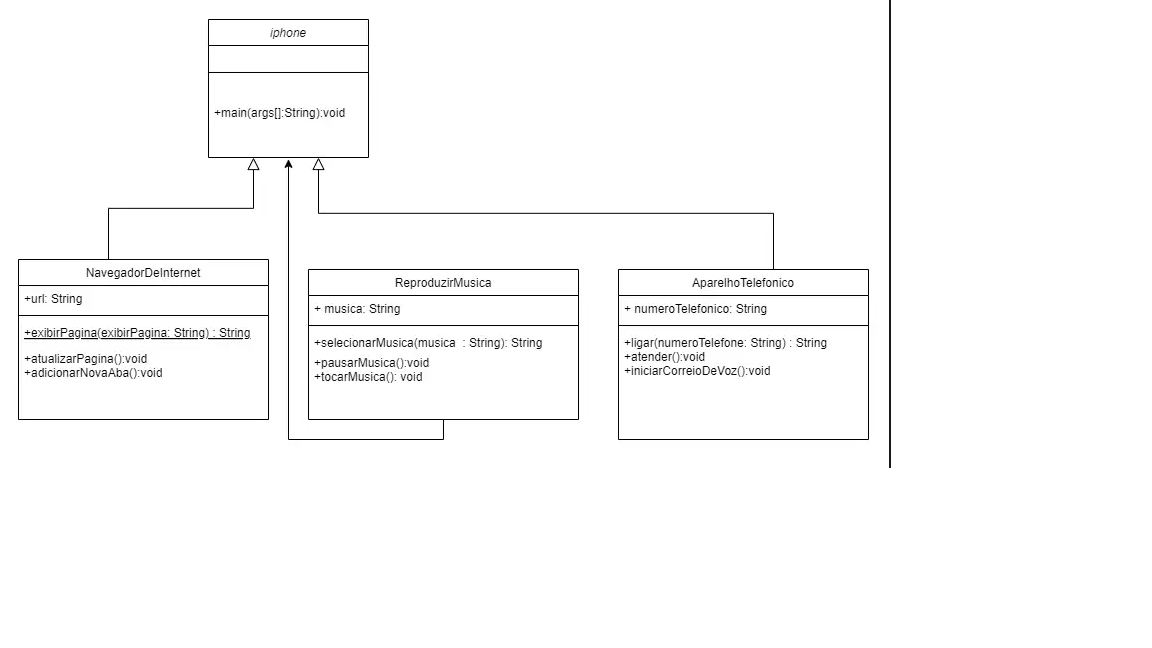 iphone
+main(args[]:String):void
NavegadorDeInternet
+url: String
+exibirPagina(exibirPagina: String) : String
+atualizarPagina():void
+adicionarNovaAba():void
ReproduzirMusica
+ musica: String
+selecionarMusica(musica : String): String
+pausarMusica():void
+tocarMusica(): void
AparelhoTelefonico
+ numeroTelefonico: String
+ligar(numeroTelefone: String) : String
+atender():void
+iniciarCorreioDeVoz():void